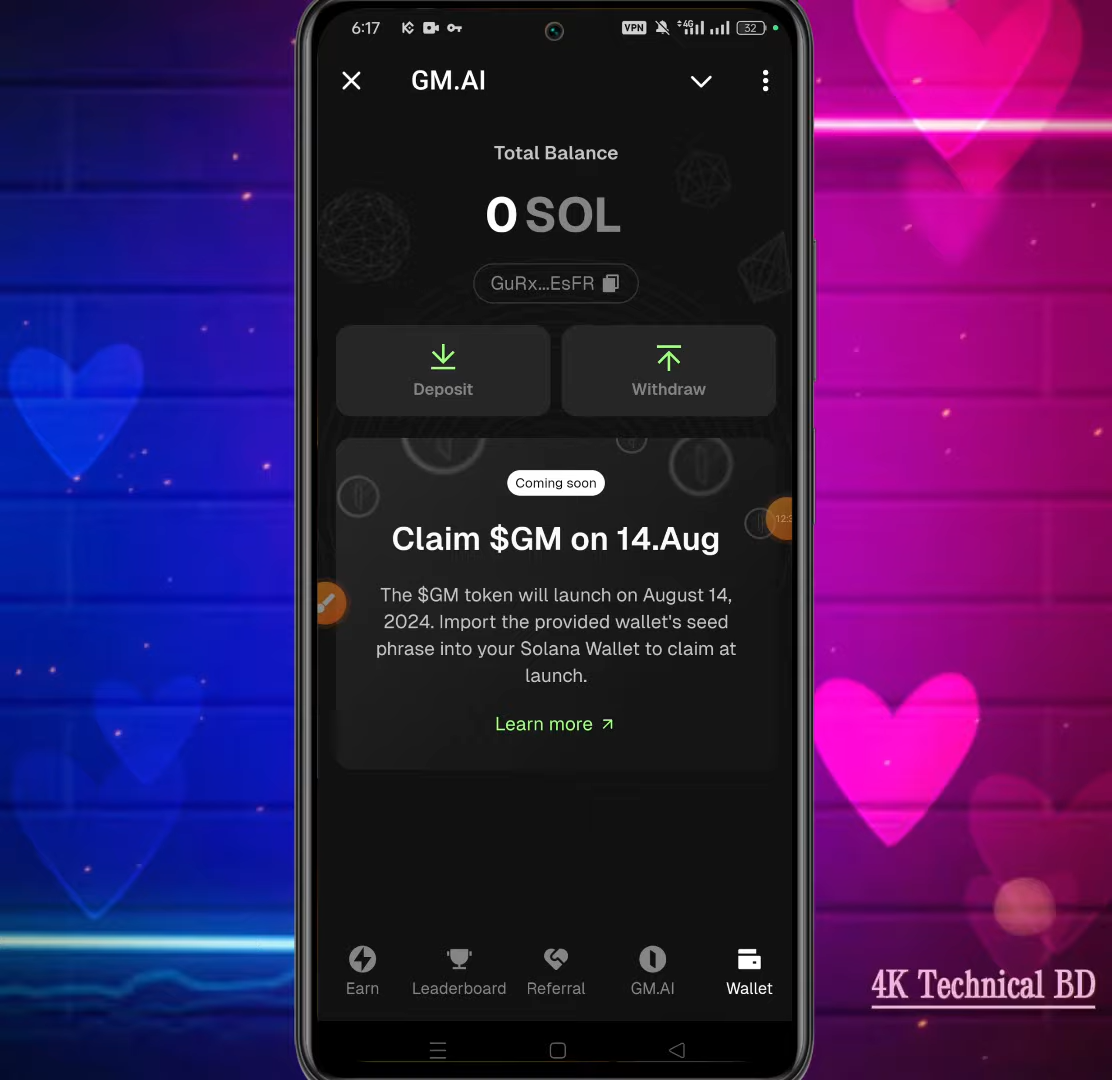 6:17
VPN 4G 32
GM.AI
Total Balance
0 SOL
GuRx...EsFR
Deposit Withdraw
Coming soon
Claim $GM on 14.Aug
The $GM token will launch on August 14,
2024. Import the provided wallet's seed
phrase into your Solana Wallet to claim at
launch.
Learn more
Earn Leaderboard Referral GM.AI Wallet
4K Technical BD